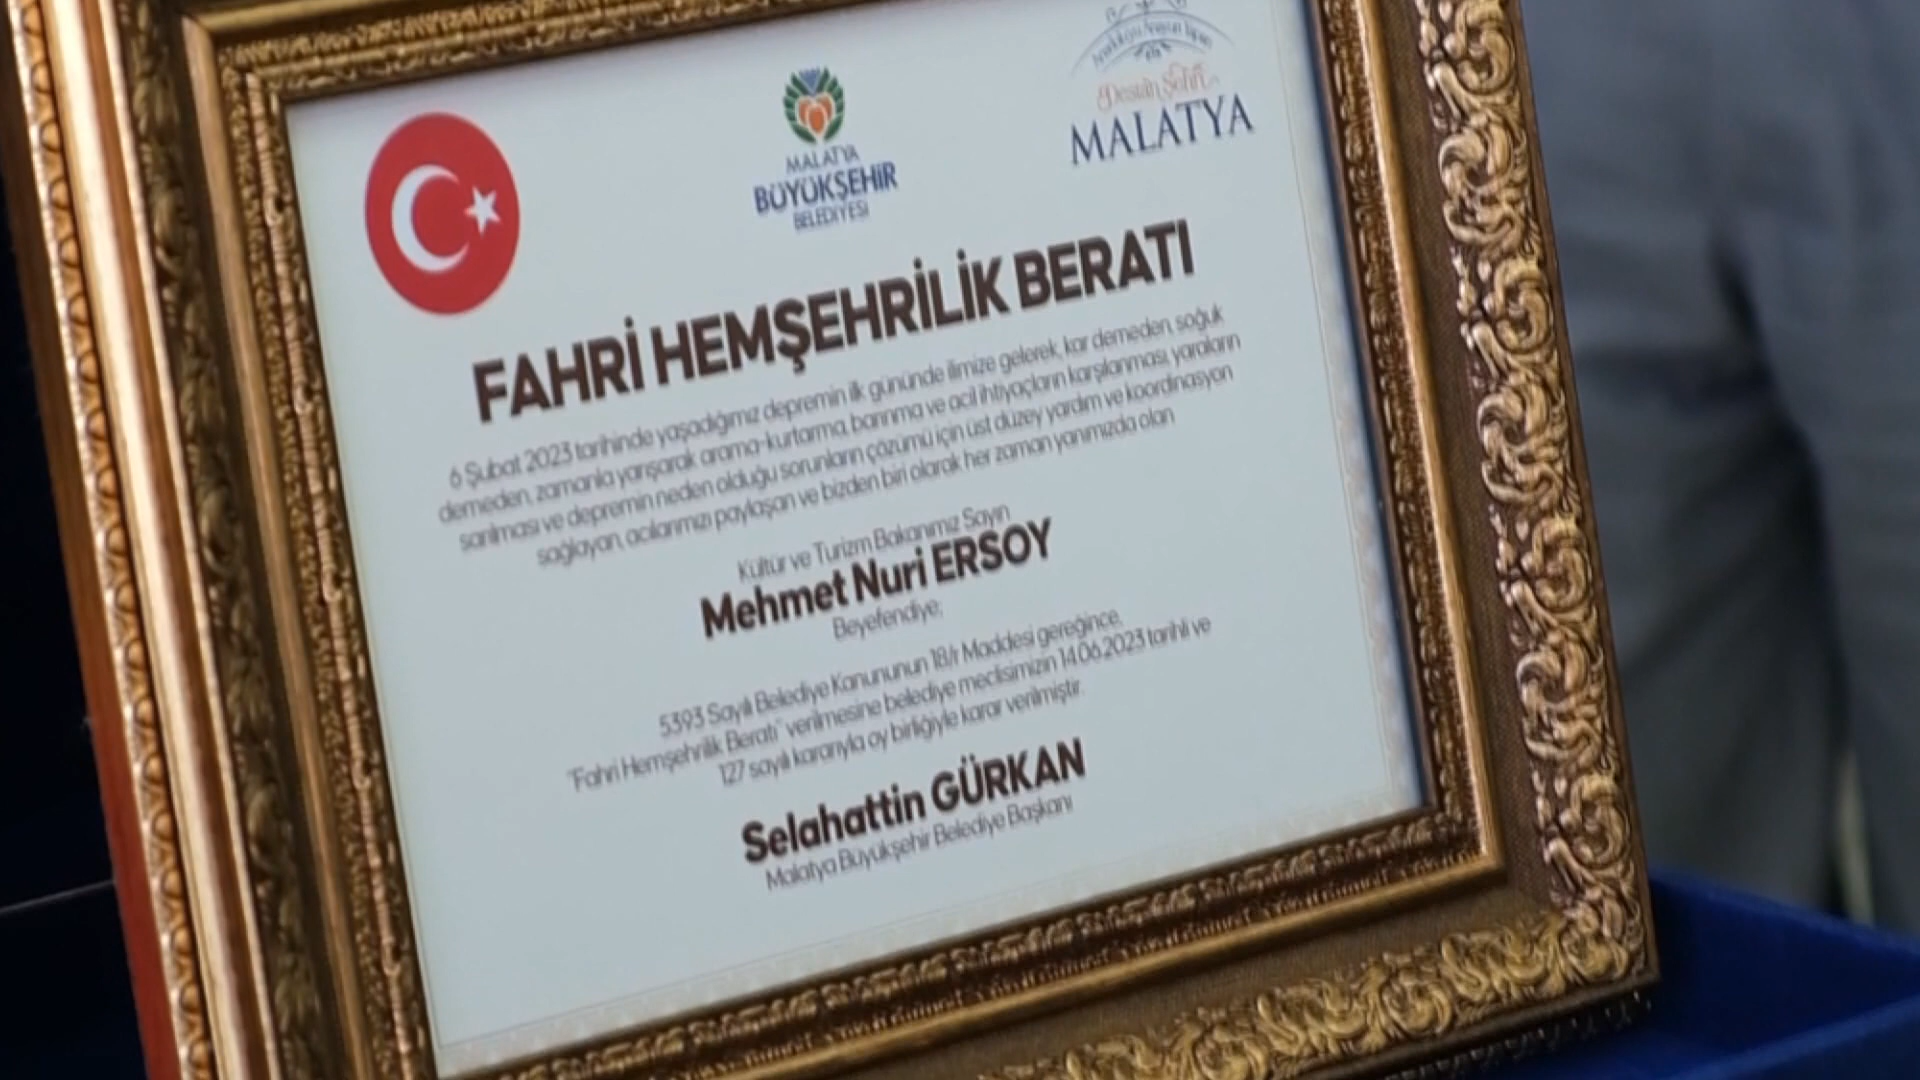 MALATYA
BÜYÜKŞEHİR
BELEDİYESİ
Destan Şehri
MALATYA
FAHRİ HEMŞEHRİLİK BERATI
6 Şubat 2023 tarihinde yaşadığımız depremin ilk gününde ilimize gelerek, kar demeden, soğuk
demeden, zamanla yarışarak arama-kurtarma, barınma ve acil ihtiyaçların karşılanması, yaraların
sarılması ve depremin neden olduğu sorunların çözümü için üst düzey yardım ve koordinasyon
sağlayan, acılarımızı paylaşan ve bizden biri olarak her zaman yanımızda olan
Kültür ve Turizm Bakanımız Sayın
Mehmet Nuri ERSOY
Beyefendiye;
5393 Sayılı Belediye Kanununun 18/r Maddesi gereğince,
"Fahri Hemşehrilik Beratı" verilmesine belediye meclisimizin 14.06.2023 tarihli ve
127 sayılı kararıyla oy birliğiyle karar verilmiştir.
Selahattin GÜRKAN
Malatya Büyükşehir Belediye Başkanı